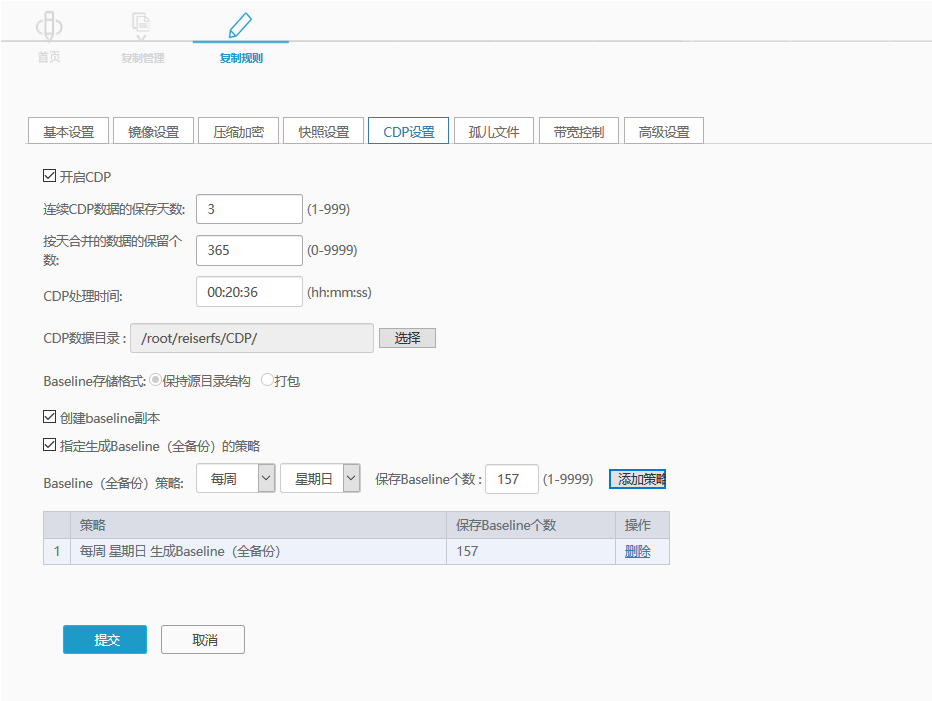 首页
复制管理
复制规则
基本设置 镜像设置 压缩加密 快照设置 CDP设置 孤儿文件 带宽控制 高级设置
开启CDP
连续CDP数据的保存天数: 3 (1-999)
按天合并的数据的保留个
数: 365 (0-9999)
CDP处理时间: 00:20:36 (hh:mm:ss)
CDP数据目录 : /root/reiserfs/CDP/ 选择
Baseline存储格式: 保持源目录结构 打包
创建baseline副本
指定生成Baseline（全备份）的策略
Baseline（全备份）策略: 每周 星期日 保存Baseline个数 : 157 (1-9999) 添加策略
策略 保存Baseline个数 操作
1 每周 星期日 生成Baseline（全备份） 157 删除
提交 取消